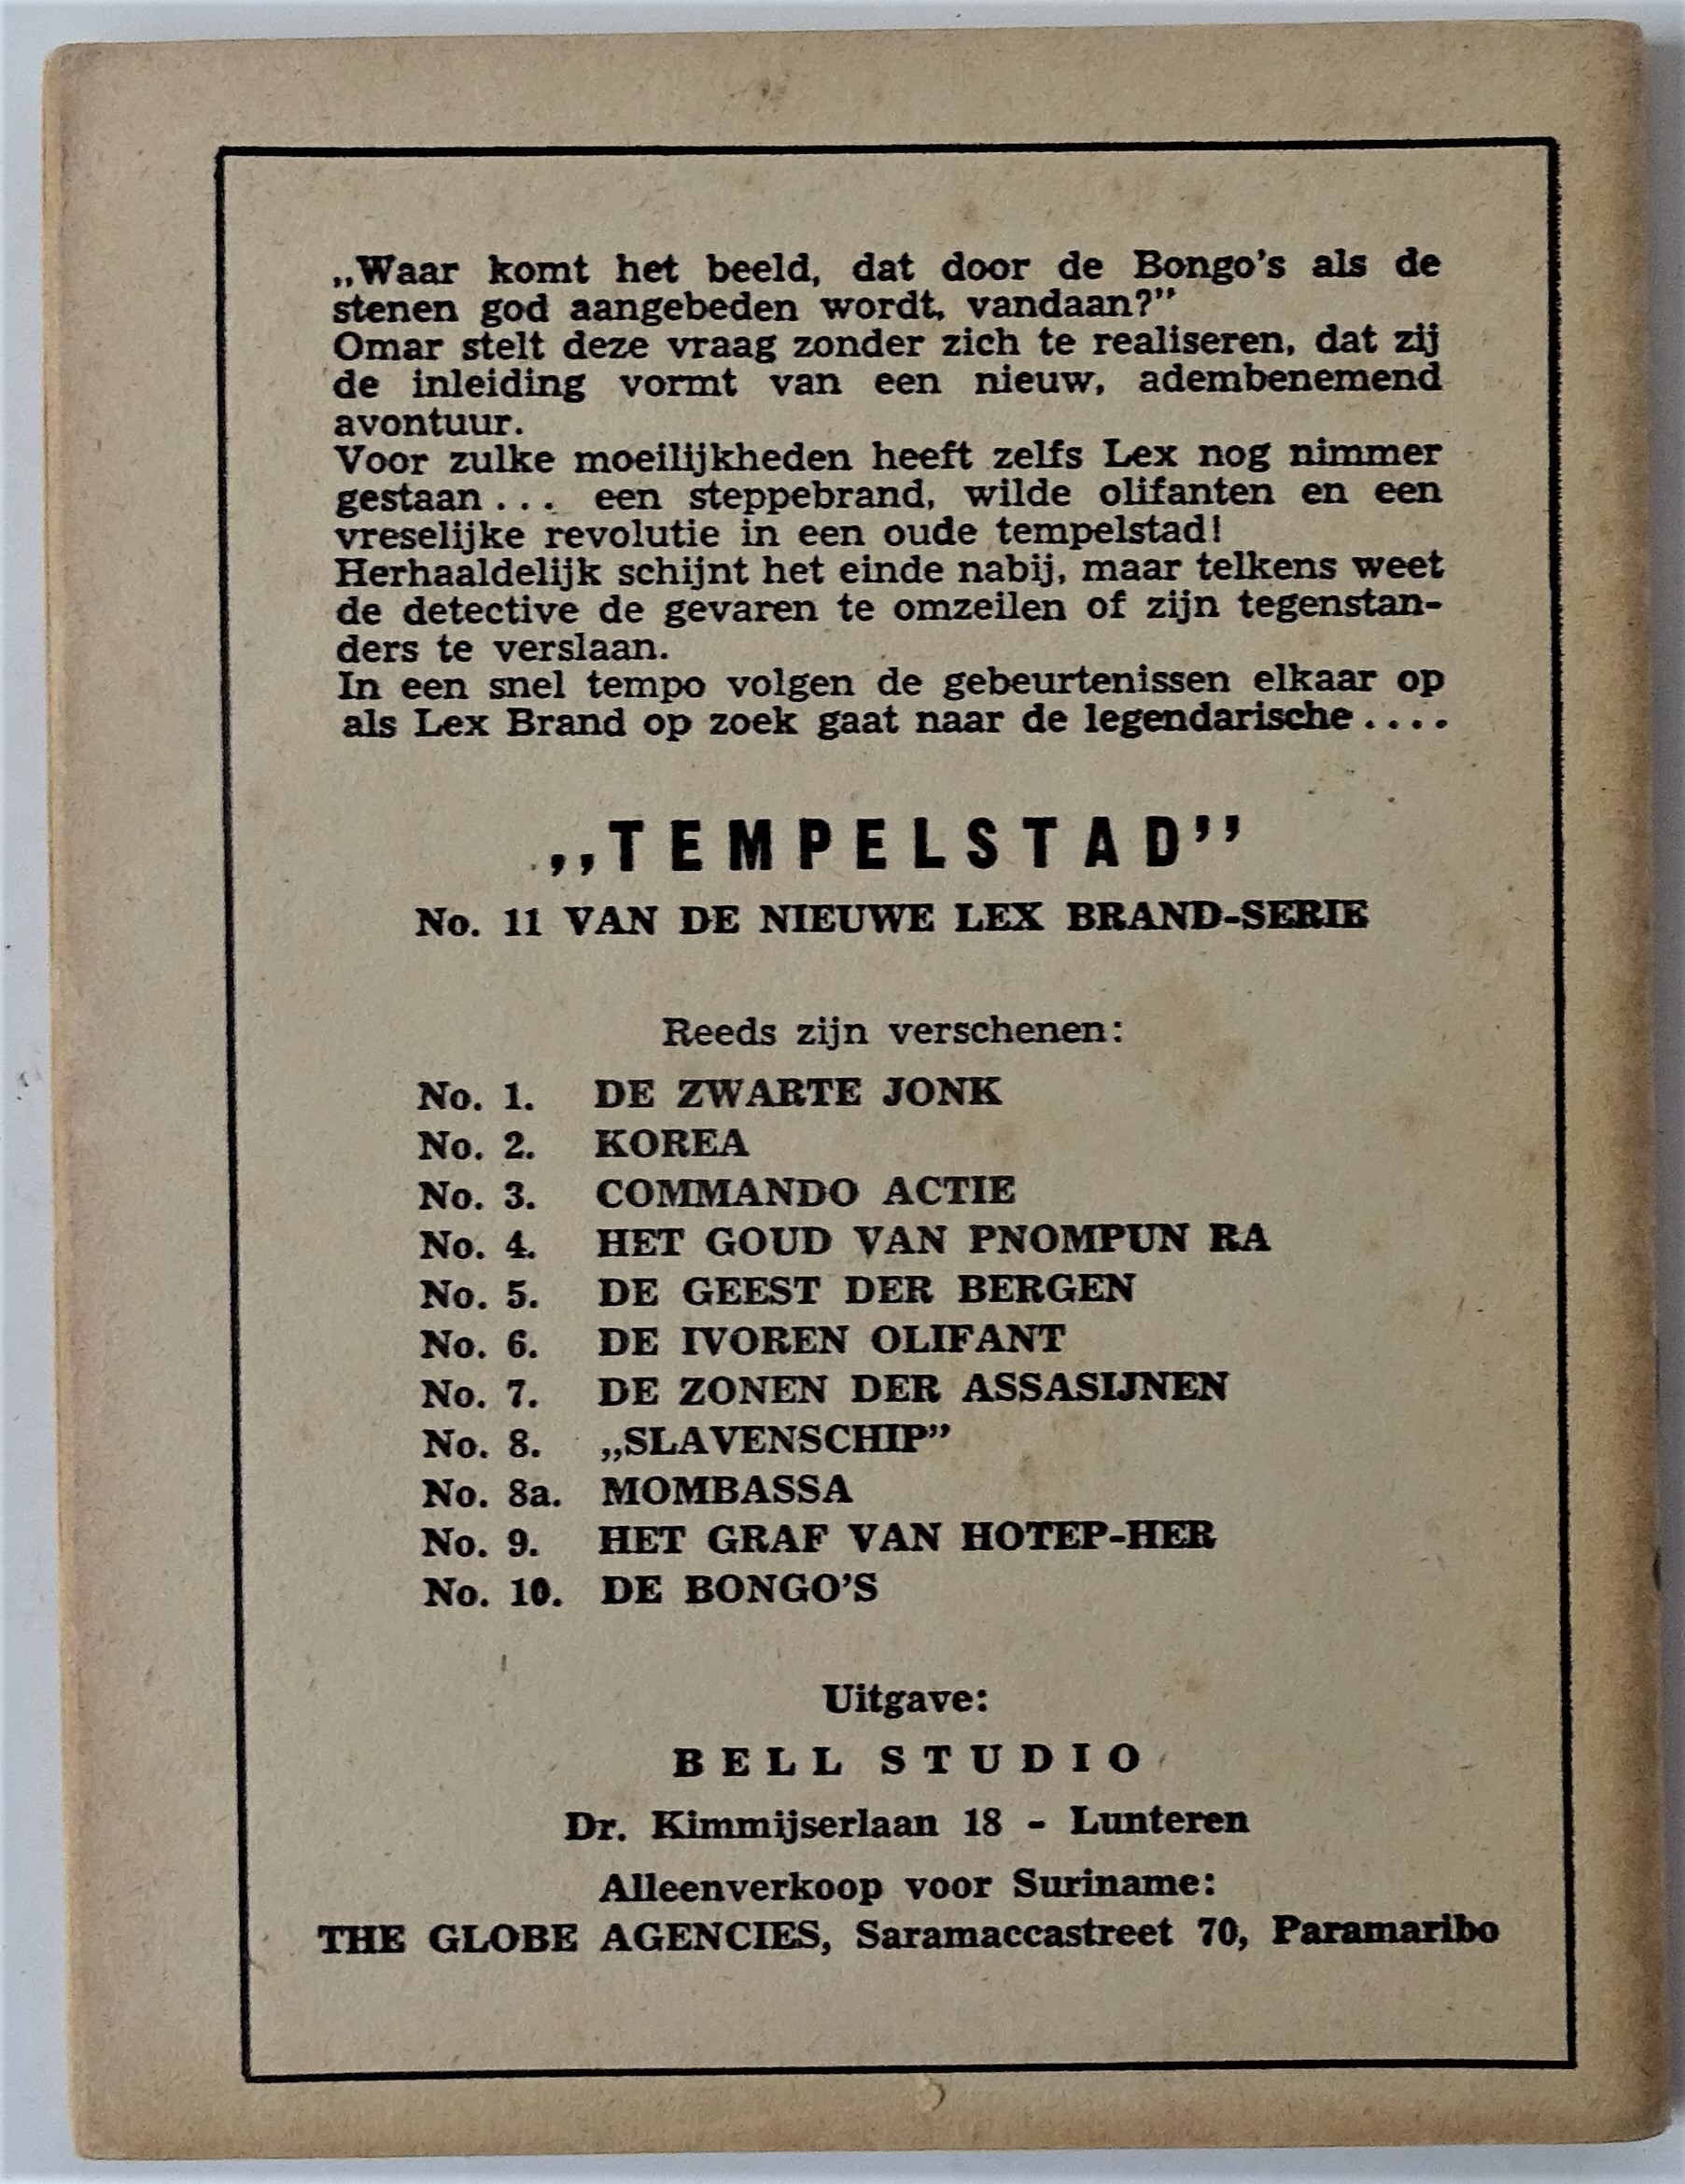 „Waar komt het beeld, dat door de Bongo's als de
stenen god aangebeden wordt, vandaan?”
Omar stelt deze vraag zonder zich te realiseren, dat zij
de inleiding vormt van een nieuw, adembenemend
avontuur.
Voor zulke moeilijkheden heeft zelfs Lex nog nimmer
gestaan... een steppebrand, wilde olifanten en een
vreselijke revolutie in een oude tempelstad!
Herhaaldelijk schijnt het einde nabij, maar telkens weet
de detective de gevaren te omzeilen of zijn tegenstan-
ders te verslaan.
In een snel tempo volgen de gebeurtenissen elkaar op
als Lex Brand op zoek gaat naar de legendarische....
„TEMPELSTAD”
No. 11 VAN DE NIEUWE LEX BRAND-SERIE
Reeds zijn verschenen:
No. 1. DE ZWARTE JONK
No. 2. KOREA
No. 3. COMMANDO ACTIE
No. 4. HET GOUD VAN PNOMPUN RA
No. 5. DE GEEST DER BERGEN
No. 6. DE IVOREN OLIFANT
No. 7. DE ZONEN DER ASSASIJNEN
No. 8. „SLAVENSCHIP”
No. 8a. MOMBASSA
No. 9. HET GRAF VAN HOTEP-HER
No. 10. DE BONGO'S
Uitgave:
BELL STUDIO
Dr. Kimmijserlaan 18 - Lunteren
Alleenverkoop voor Suriname:
THE GLOBE AGENCIES, Saramaccastreet 70, Paramaribo